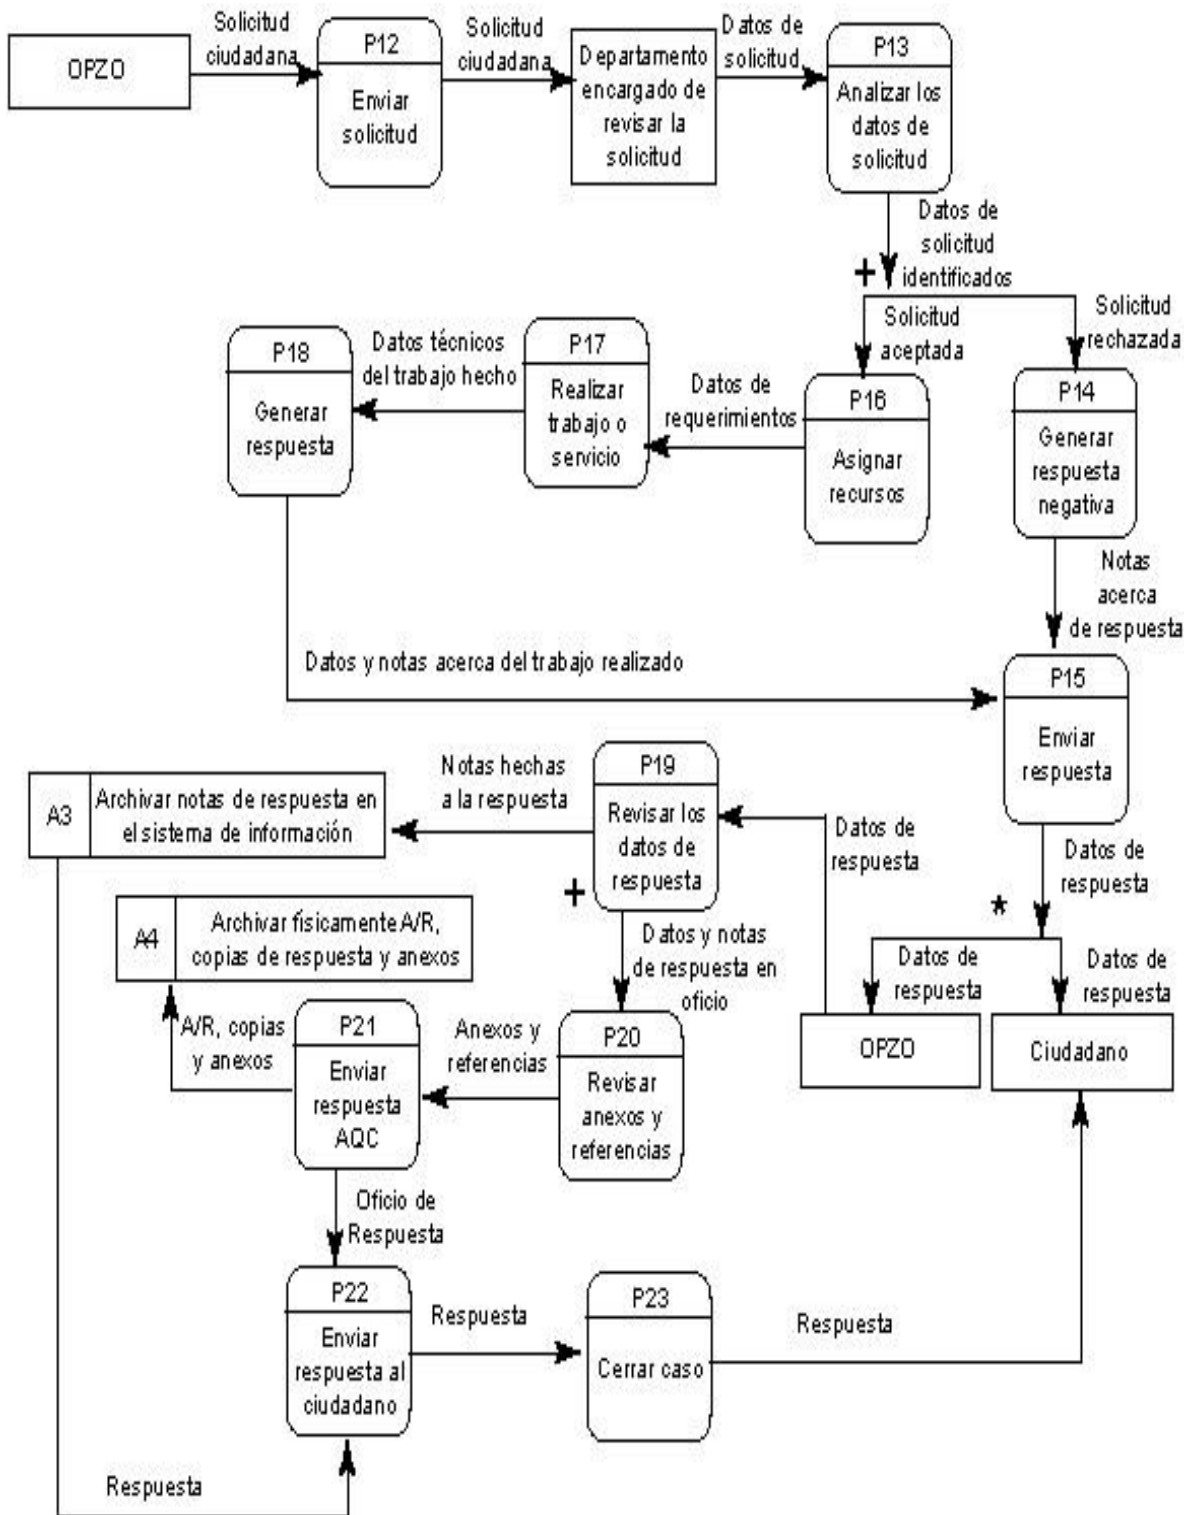 OPZO
Solicitud
ciudadana
P12
Enviar
solicitud
Solicitud
ciudadana
Departamento
encargado de
revisar la
solicitud
Datos de
solicitud
P13
Analizar los
datos de
solicitud
Datos de
solicitud
identificados
+
Solicitud
aceptada
Solicitud
rechazada
P18
Generar
respuesta
Datos técnicos
del trabajo hecho
P17
Realizar
trabajo o
servicio
Datos de
requerimientos
P16
Asignar
recursos
P14
Generar
respuesta
negativa
Notas
acerca
de respuesta
Datos y notas acerca del trabajo realizado
P15
Enviar
respuesta
A3
Archivar notas de respuesta en
el sistema de información
Notas hechas
a la respuesta
P19
Revisar los
datos de
respuesta
Datos de
respuesta
Datos de
respuesta
+
*
A4
Archivar físicamente A/R,
copias de respuesta y anexos
Datos y notas
de respuesta en
oficio
Datos de
respuesta
Datos de
respuesta
A/R, copias
y anexos
P21
Enviar
respuesta
AQC
Anexos y
referencias
P20
Revisar
anexos y
referencias
OPZO
Ciudadano
Oficio de
Respuesta
P22
Enviar
respuesta al
ciudadano
Respuesta
P23
Cerrar caso
Respuesta
Respuesta